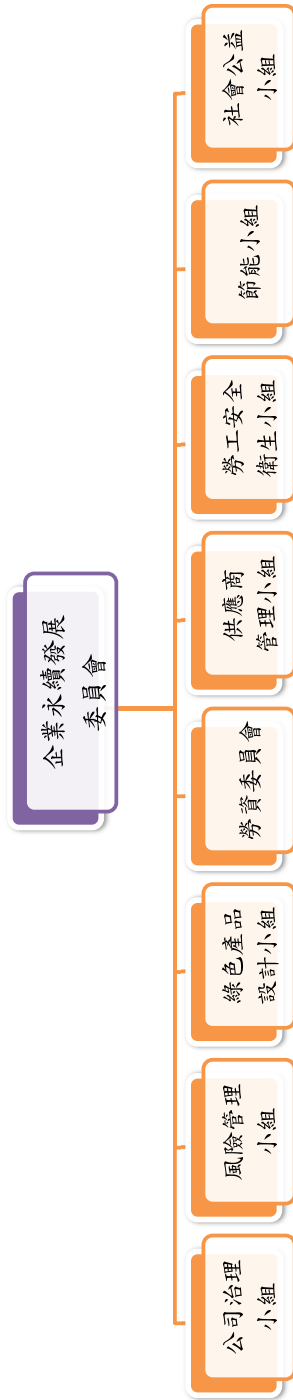 企業永續發展
委員會
公司治理
小組
風險管理
小組
綠色產品
設計小組
勞資委員會
供應商
管理小組
勞工安全
衛生小組
節能小組
社會公益
小組